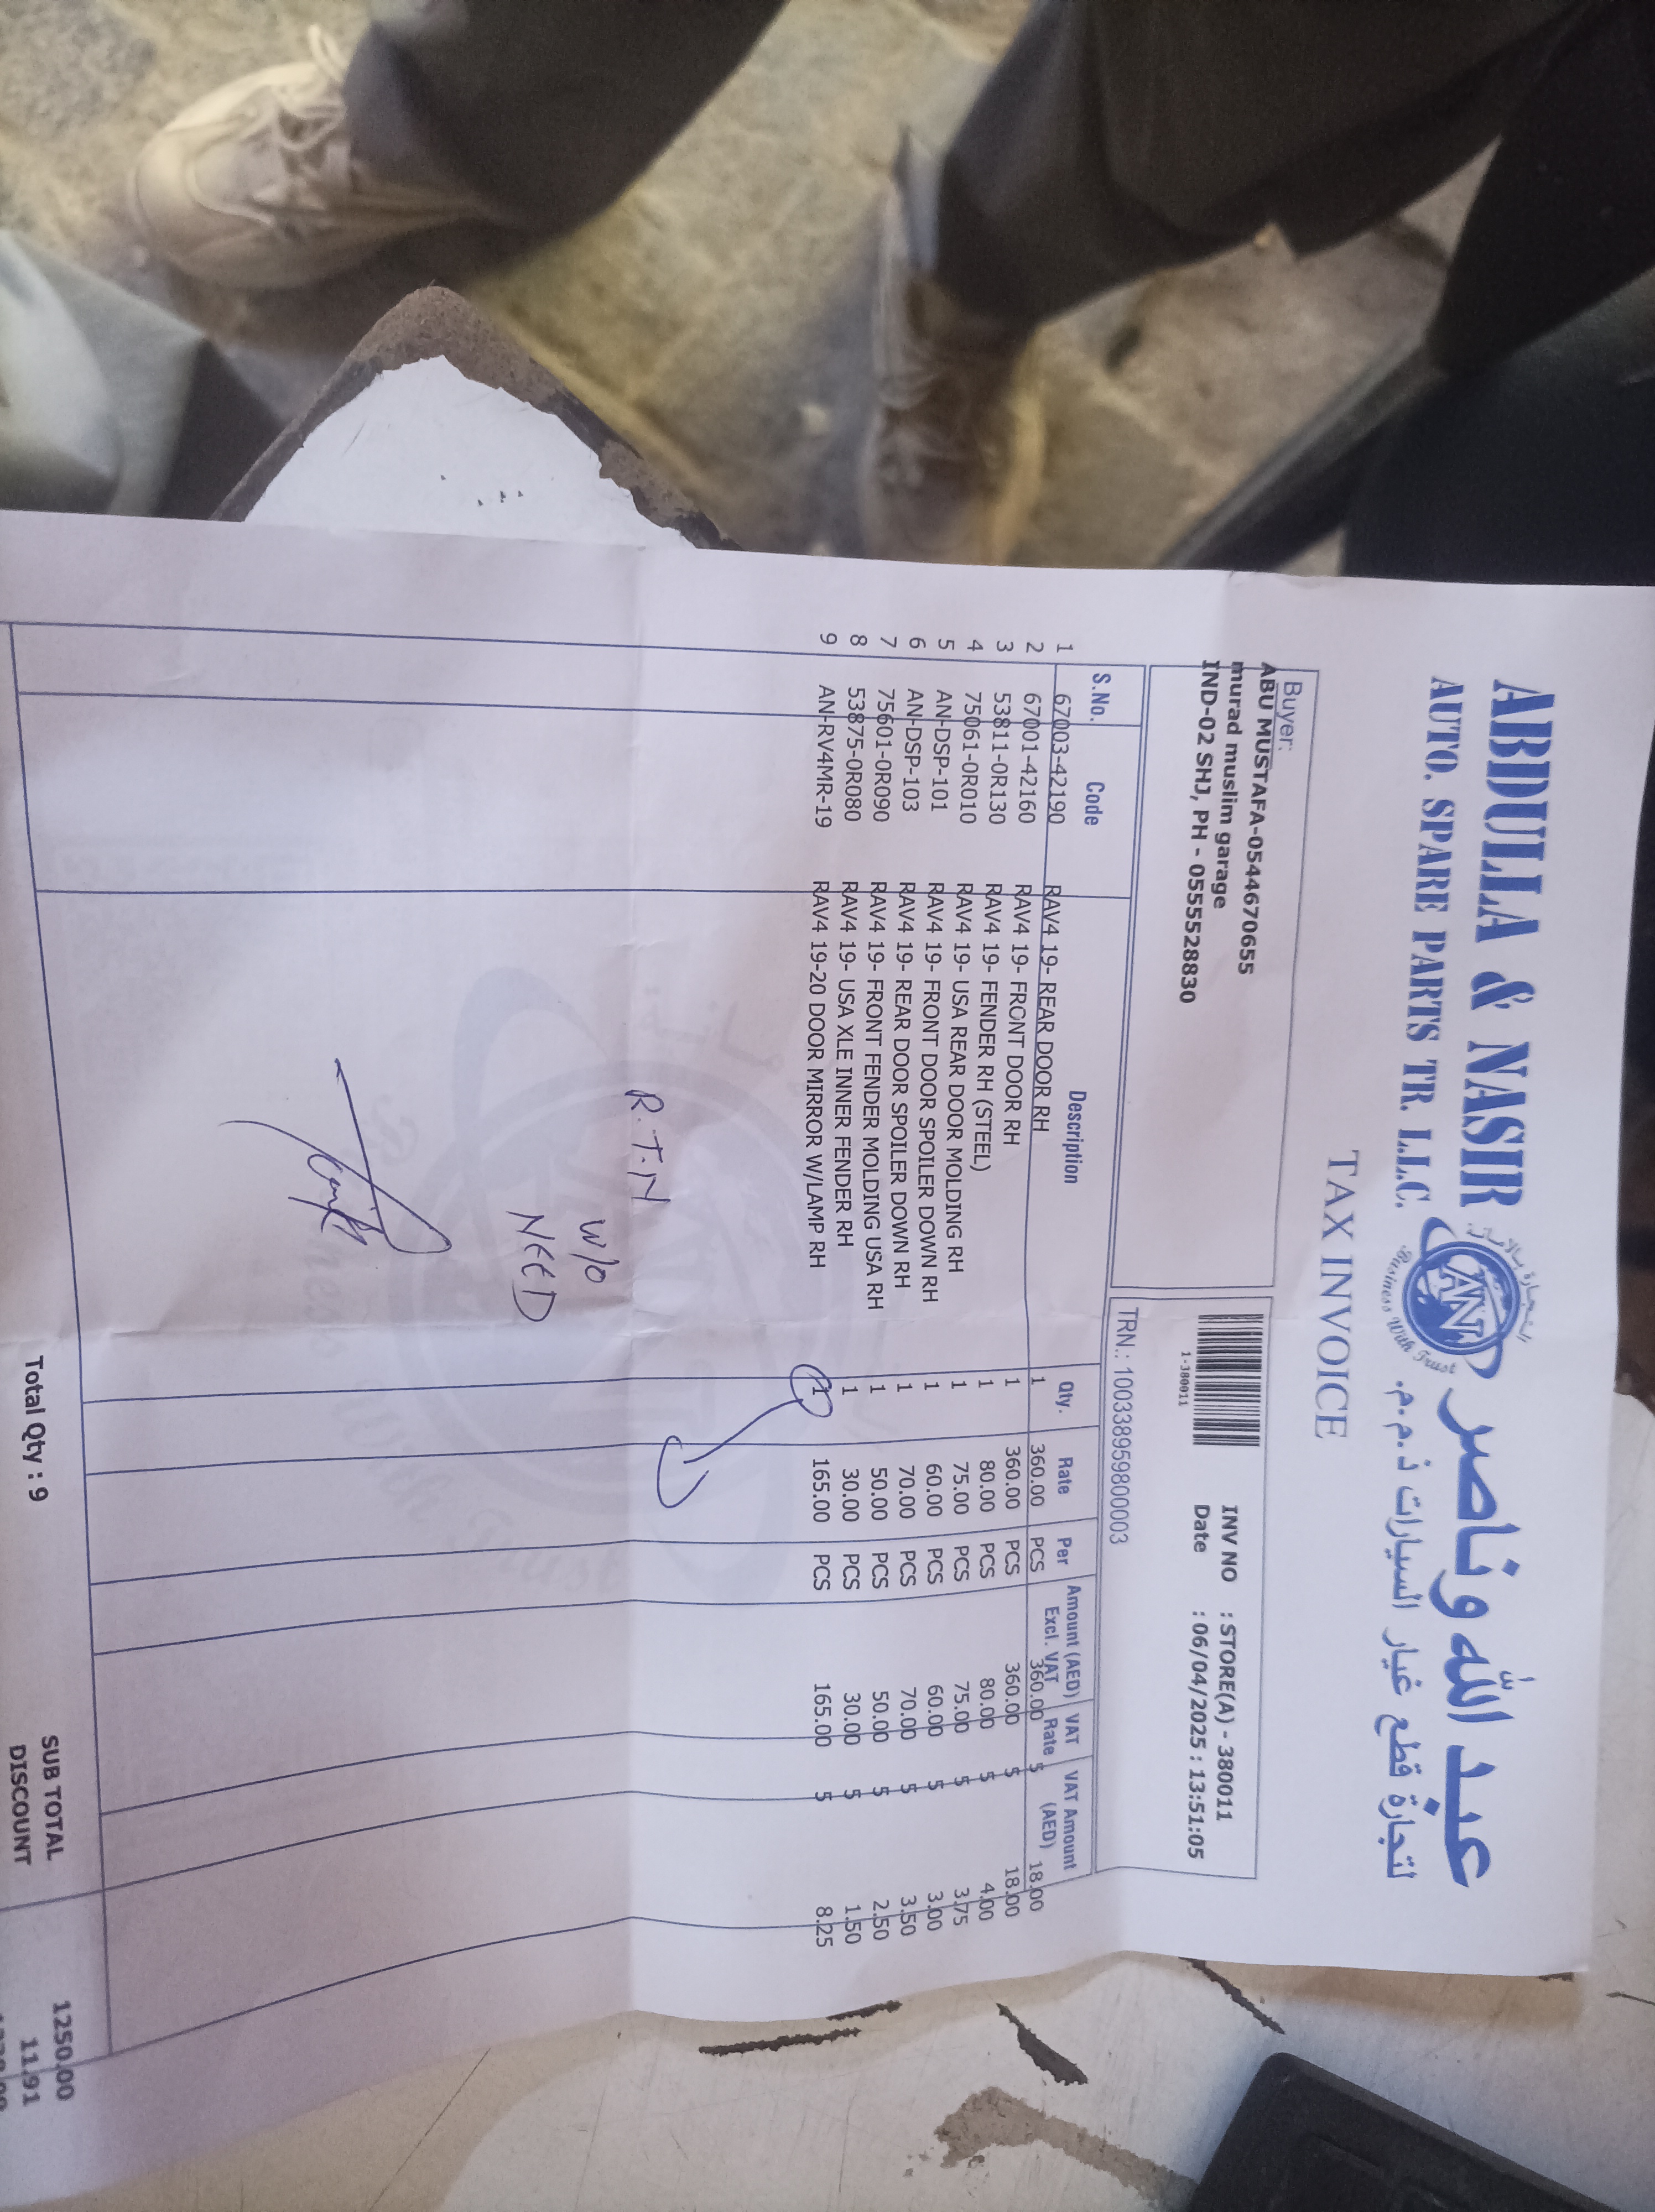 ABDULLA & NASIR عبد الله وناصر
AUTO. SPARE PARTS TR. L.L.C. لتجارة قطع غيار السيارات ذ.م.م.
AN
Business With Trust
TAX INVOICE
Buyer:
ABU MUSTAFA-0544670655
murad muslim garage
IND-02 SHJ, PH - 0555528830
1-380011
INV NO : STORE(A) - 380011
Date : 06/04/2025 : 13:51:05
TRN.: 100338959800003
S.No. Code Description Qty. Rate Per Amount (AED) Excl. VAT VAT Rate VAT Amount (AED)
1 67003-42190 RAV4 19- REAR DOOR RH 1 360.00 PCS 360.00 5 18.00
2 67001-42160 RAV4 19- FRONT DOOR RH 1 360.00 PCS 360.00 5 18.00
3 53811-0R130 RAV4 19- FENDER RH (STEEL) 1 80.00 PCS 80.00 5 4.00
4 75061-0R010 RAV4 19- USA REAR DOOR MOLDING RH 1 75.00 PCS 75.00 5 3.75
5 AN-DSP-101 RAV4 19- FRONT DOOR SPOILER DOWN RH 1 60.00 PCS 60.00 5 3.00
6 AN-DSP-103 RAV4 19- REAR DOOR SPOILER DOWN RH 1 70.00 PCS 70.00 5 3.50
7 75601-0R090 RAV4 19- FRONT FENDER MOLDING USA RH 1 50.00 PCS 50.00 5 2.50
8 53875-0R080 RAV4 19- USA XLE INNER FENDER RH 1 30.00 PCS 30.00 5 1.50
9 AN-RV4MR-19 RAV4 19-20 DOOR MIRROR W/LAMP RH 1 165.00 PCS 165.00 5 8.25
R.T.N
W/O
NEED
Total Qty : 9 SUB TOTAL 1250.00
DISCOUNT 11.91